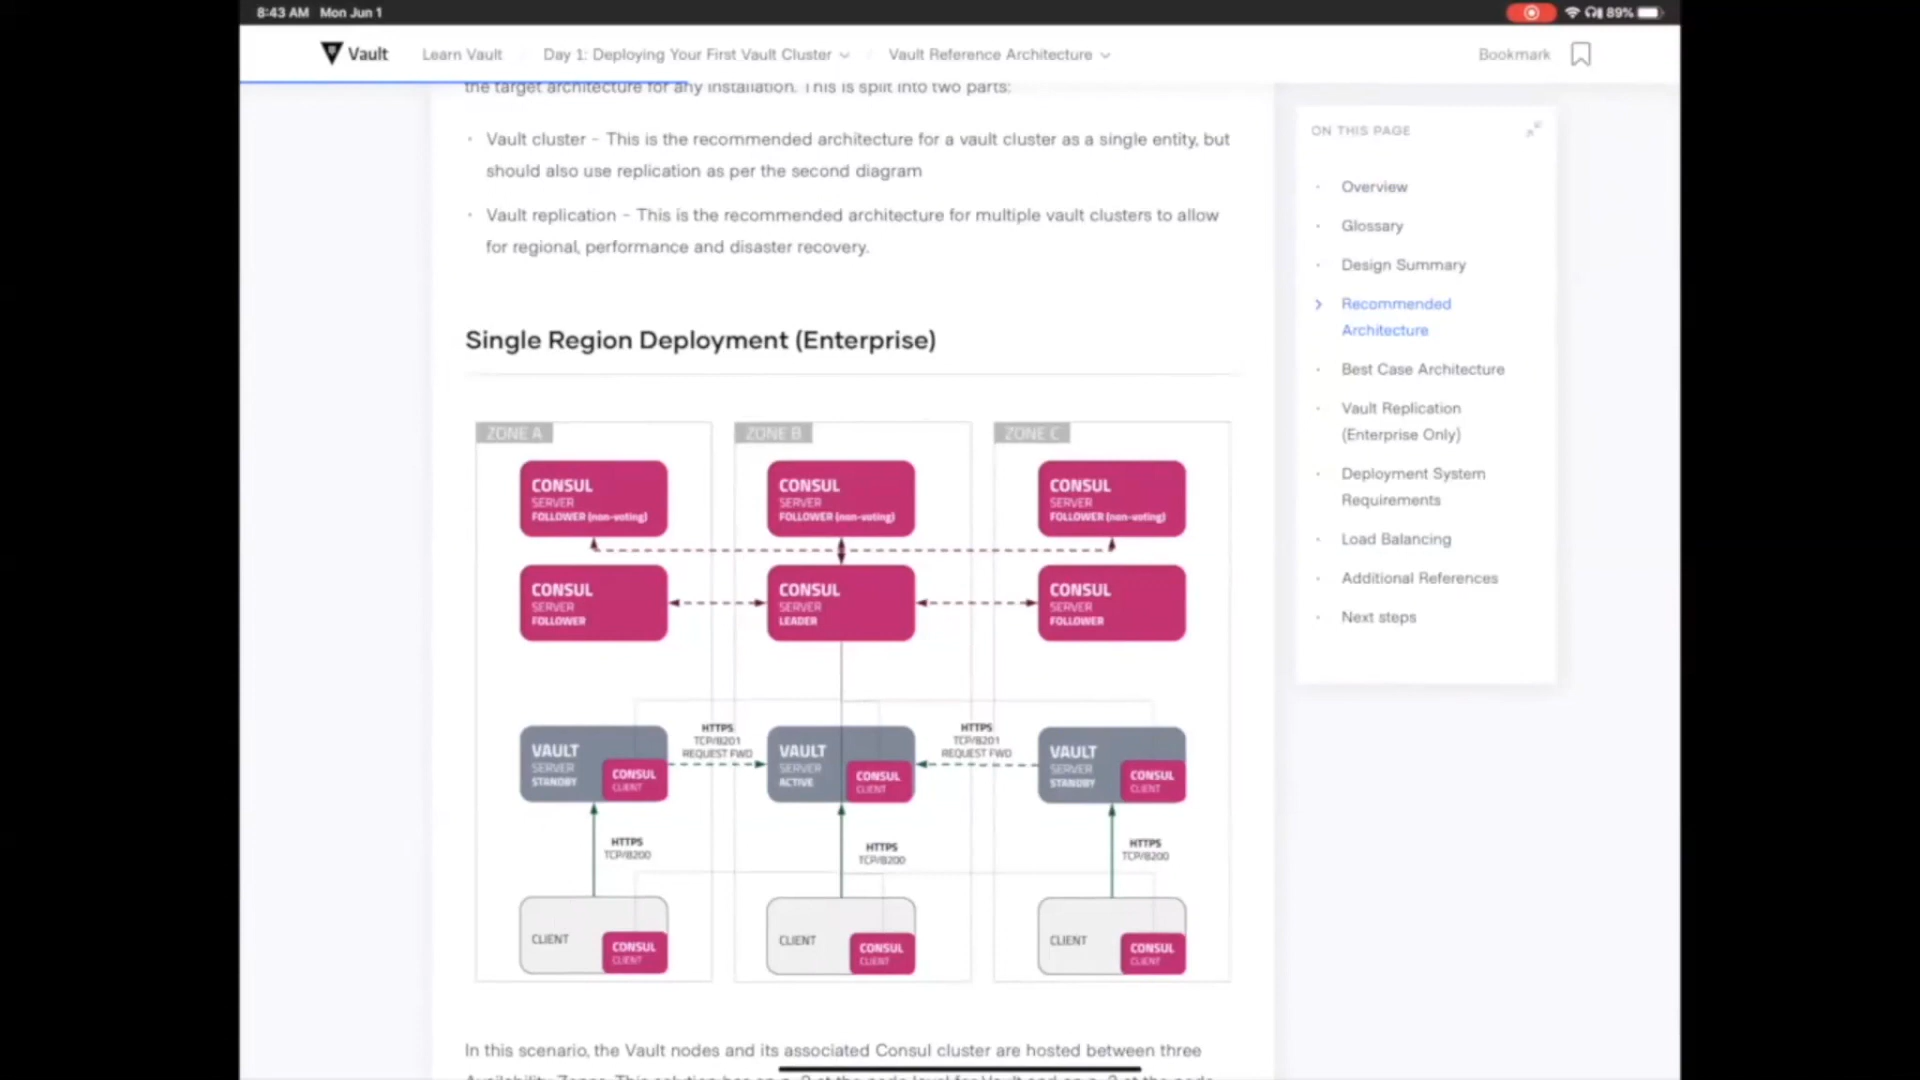 8:43 AM Mon Jun 1
89%
Vault
Learn Vault
Day 1: Deploying Your First Vault Cluster
Vault Reference Architecture
Bookmark
the target architecture for any installation. This is split into two parts:
• Vault cluster – This is the recommended architecture for a vault cluster as a single entity, but
should also use replication as per the second diagram
• Vault replication – This is the recommended architecture for multiple vault clusters to allow
for regional, performance and disaster recovery.
Single Region Deployment (Enterprise)
ZONE A
ZONE B
ZONE C
CONSUL
SERVER
FOLLOWER (non-voting)
CONSUL
SERVER
FOLLOWER (non-voting)
CONSUL
SERVER
FOLLOWER (non-voting)
CONSUL
SERVER
FOLLOWER
CONSUL
SERVER
LEADER
CONSUL
SERVER
FOLLOWER
VAULT
SERVER
STANDBY
CONSUL
CLIENT
HTTPS
TCP/8201
REQUEST FWD
VAULT
SERVER
ACTIVE
CONSUL
CLIENT
HTTPS
TCP/8201
REQUEST FWD
VAULT
SERVER
STANDBY
CONSUL
CLIENT
HTTPS
TCP/8200
HTTPS
TCP/8200
HTTPS
TCP/8200
CLIENT
CONSUL
CLIENT
CLIENT
CONSUL
CLIENT
CLIENT
CONSUL
CLIENT
In this scenario, the Vault nodes and its associated Consul cluster are hosted between three
ON THIS PAGE
• Overview
• Glossary
• Design Summary
Recommended
Architecture
• Best Case Architecture
• Vault Replication
(Enterprise Only)
• Deployment System
Requirements
• Load Balancing
• Additional References
• Next steps